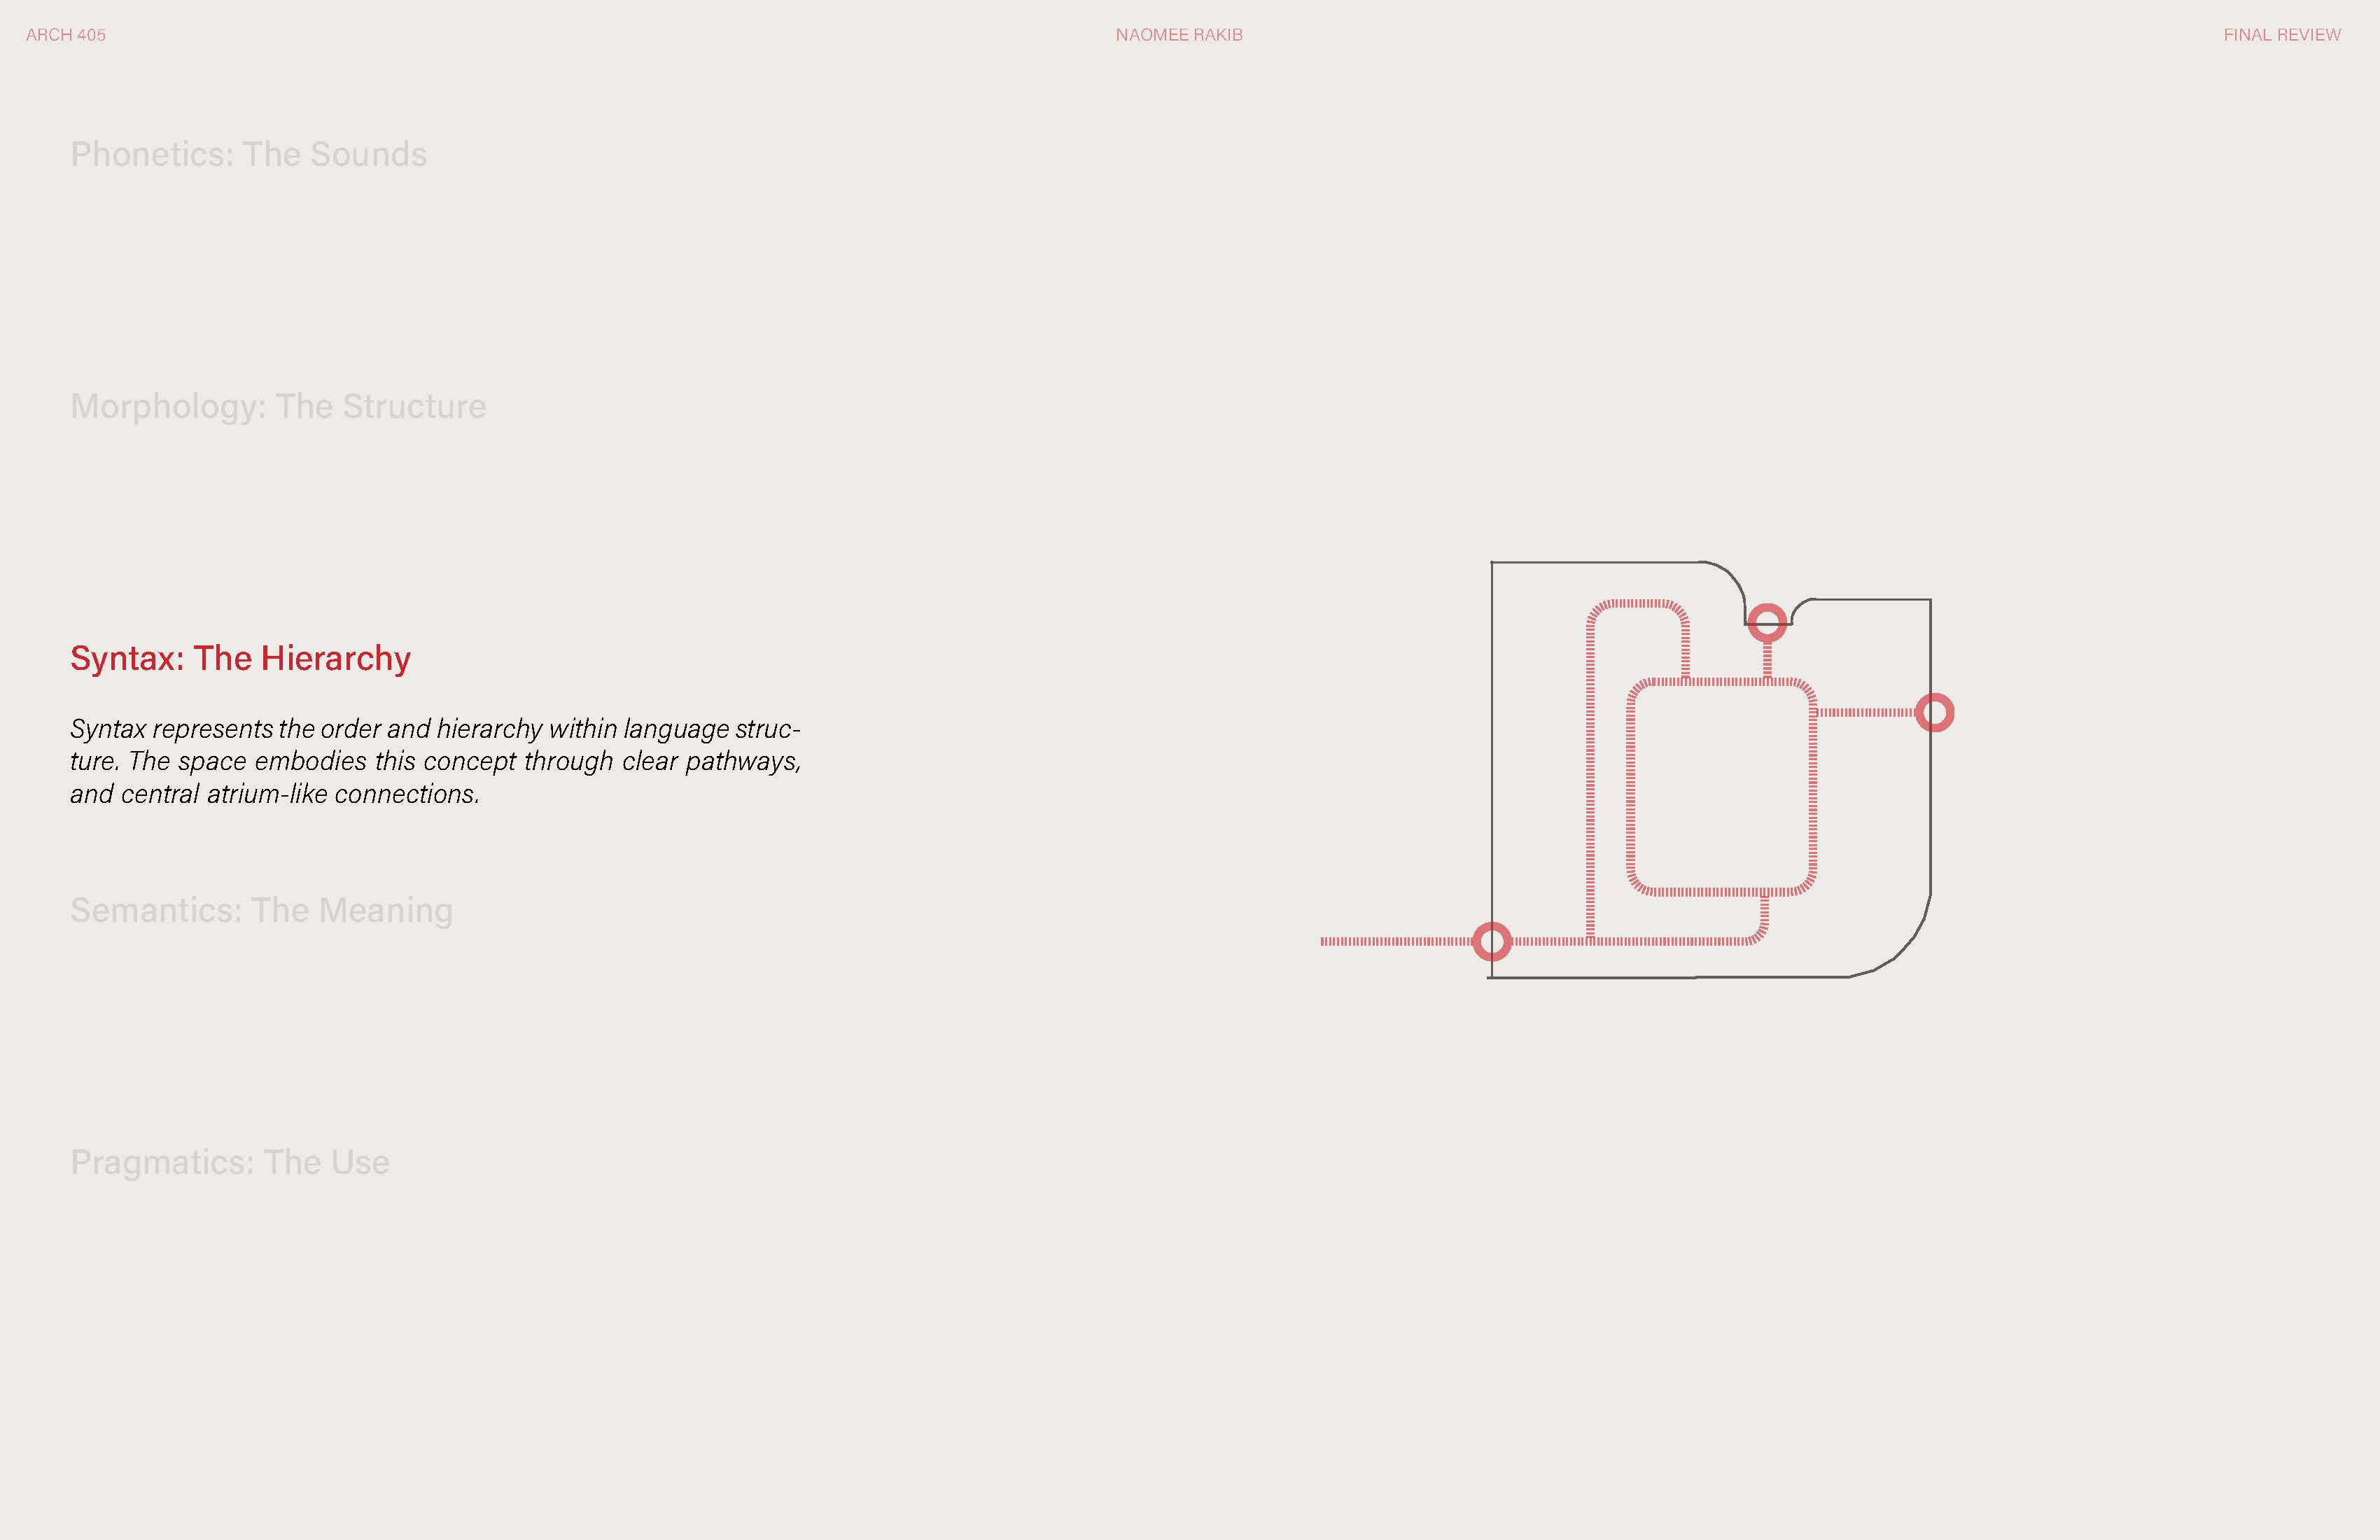 ARCH 405
NAOMEE RAKIB
FINAL REVIEW
Phonetics: The Sounds
Morphology: The Structure
Syntax: The Hierarchy
Syntax represents the order and hierarchy within language struc-
ture. The space embodies this concept through clear pathways,
and central atrium-like connections.
Semantics: The Meaning
Pragmatics: The Use